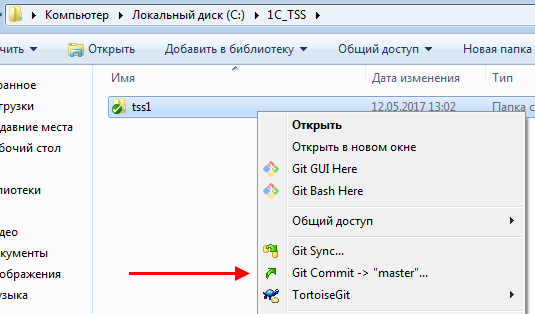 Компьютер ▸ Локальный диск (C:) ▸ 1C_TSS ▸
чить Открыть Добавить в библиотеку Общий доступ Новая папка
Имя Дата изменения Тип
tss1 12.05.2017 13:02 Папка с
ранное
грузки
давние места
бочий стол
лиотеки
део
кументы
ображения
зыка
Открыть
Открыть в новом окне
Git GUI Here
Git Bash Here
Общий доступ
Git Sync...
Git Commit -> "master"...
TortoiseGit